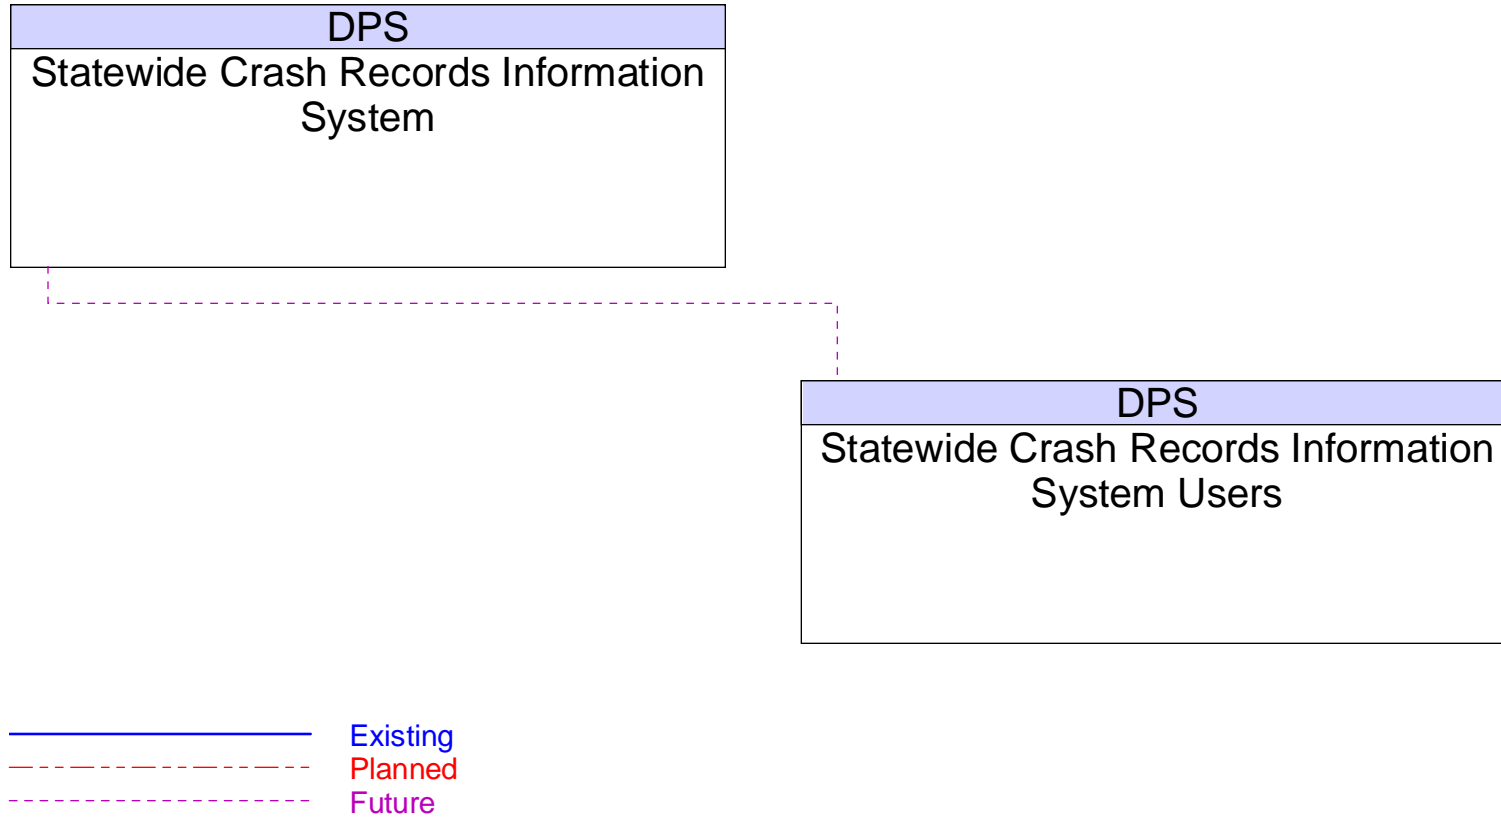 DPS
Statewide Crash Records Information
System
DPS
Statewide Crash Records Information
System Users
Existing
Planned
Future